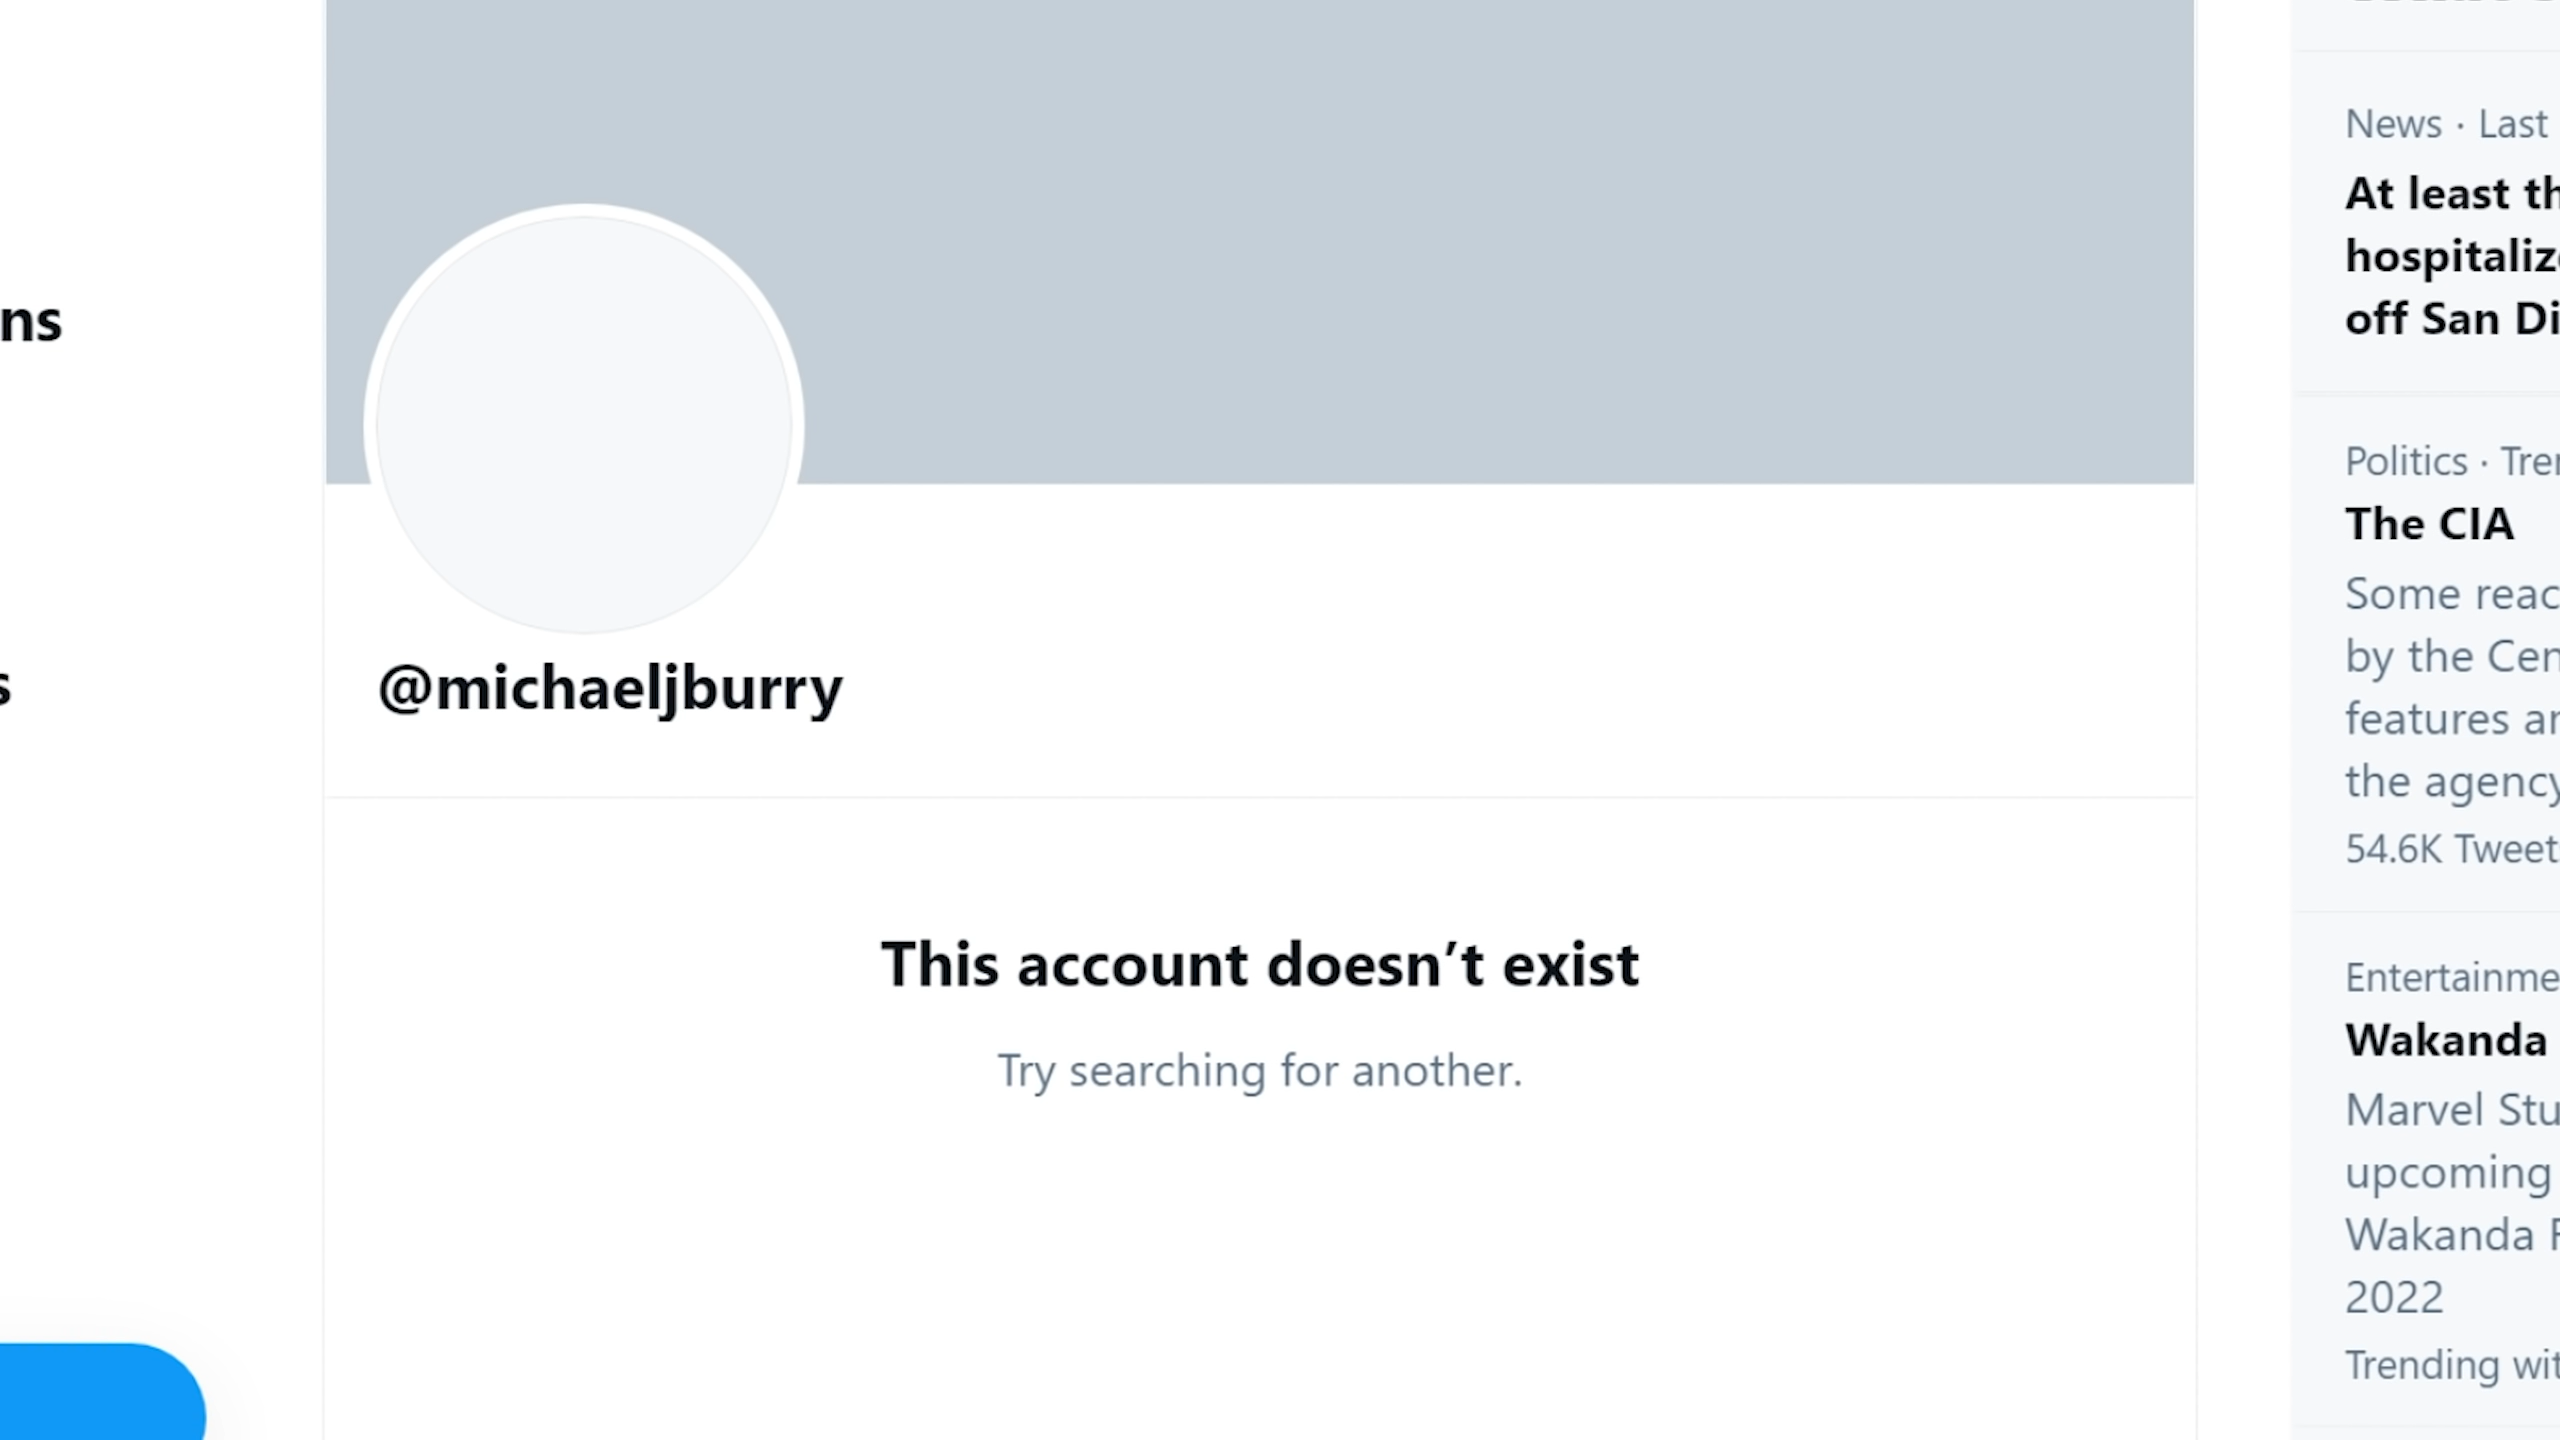 ns
s
@michaeljburry
This account doesn’t exist
Try searching for another.
News · Last
At least th
hospitaliz
off San Di
Politics · Tre
The CIA
Some reac
by the Cen
features ar
the agency
54.6K Tweet
Entertainme
Wakanda
Marvel Stu
upcoming
Wakanda F
2022
Trending wit